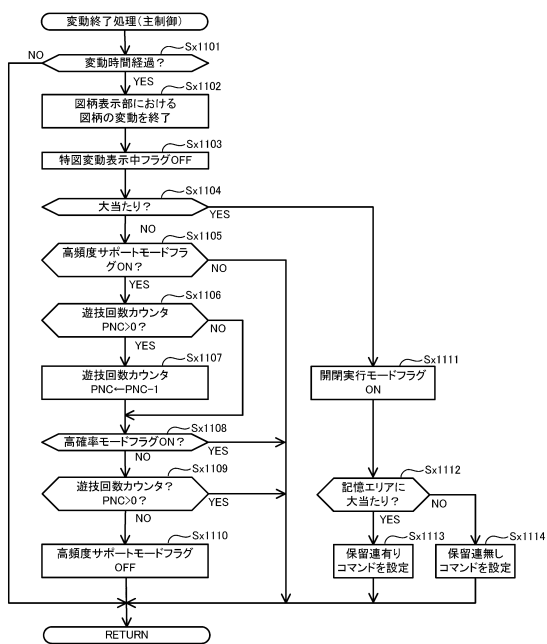 変動終了処理(主制御)
Sx1101
NO
変動時間経過？
YES
Sx1102
図柄表示部における
図柄の変動を終了
Sx1103
特図変動表示中フラグOFF
Sx1104
大当たり？
YES
NO
Sx1105
高頻度サポートモードフラ
グON？
NO
YES
Sx1106
遊技回数カウンタ
PNC>0？
NO
YES
Sx1107
遊技回数カウンタ
PNC←PNC-1
Sx1111
開閉実行モードフラグ
ON
Sx1108
高確率モードフラグON？
YES
NO
Sx1109
遊技回数カウンタ？
PNC>0？
YES
NO
Sx1112
記憶エリアに
大当たり？
NO
YES
Sx1110
高頻度サポートモードフラグ
OFF
Sx1113
保留連有り
コマンドを設定
Sx1114
保留連無し
コマンドを設定
RETURN